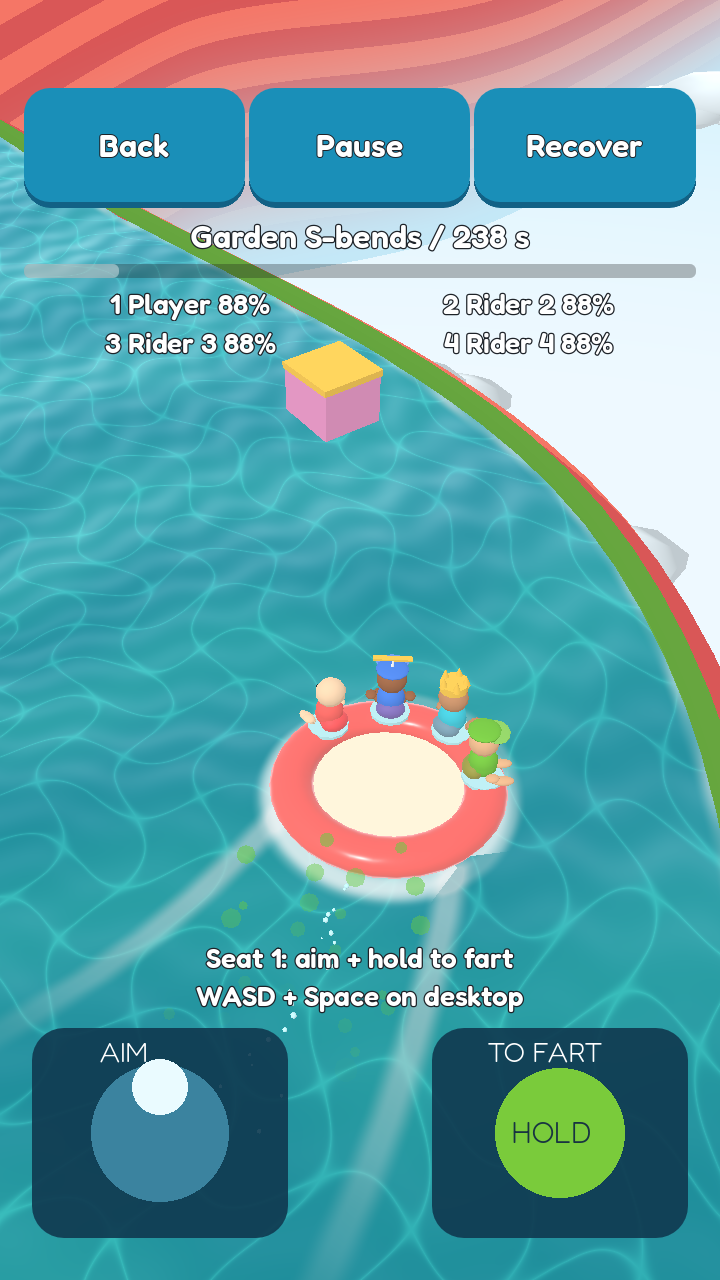 Back Pause Recover
Garden S-bends / 238 s
1 Player 88% 2 Rider 2 88%
3 Rider 3 88% 4 Rider 4 88%
Seat 1: aim + hold to fart
WASD + Space on desktop
AIM TO FART
HOLD